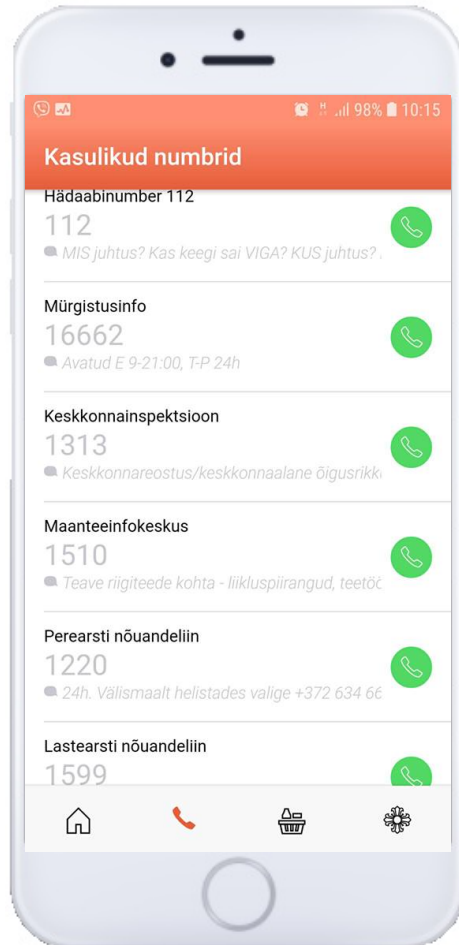 98% 10:15
Kasulikud numbrid
Hädaabinumber 112
112
MIS juhtus? Kas keegi sai VIGA? KUS juhtus?
Mürgistusinfo
16662
Avatud E 9-21:00, T-P 24h
Keskkonnainspektsioon
1313
Keskkonnareostus/keskkonnaalane õigusrikk
Maanteeinfokeskus
1510
Teave riigiteede kohta - liikluspiirangud, teetöö
Perearsti nõuandeliin
1220
24h. Välismaalt helistades valige +372 634 66
Lastearsti nõuandeliin
1599